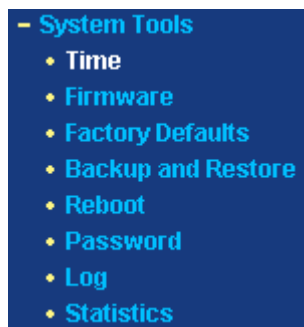 – System Tools
• Time
• Firmware
• Factory Defaults
• Backup and Restore
• Reboot
• Password
• Log
• Statistics